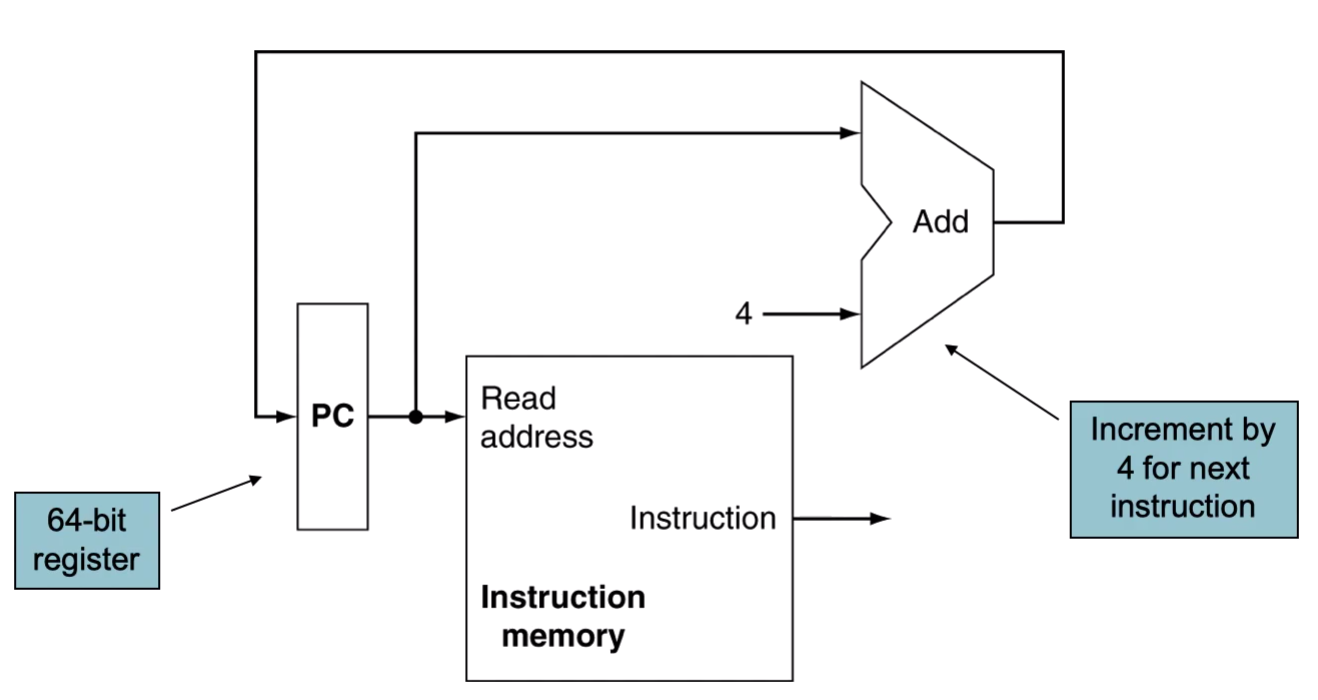 Add
4
PC
Read
address
Instruction
Instruction
memory
64-bit
register
Increment by
4 for next
instruction